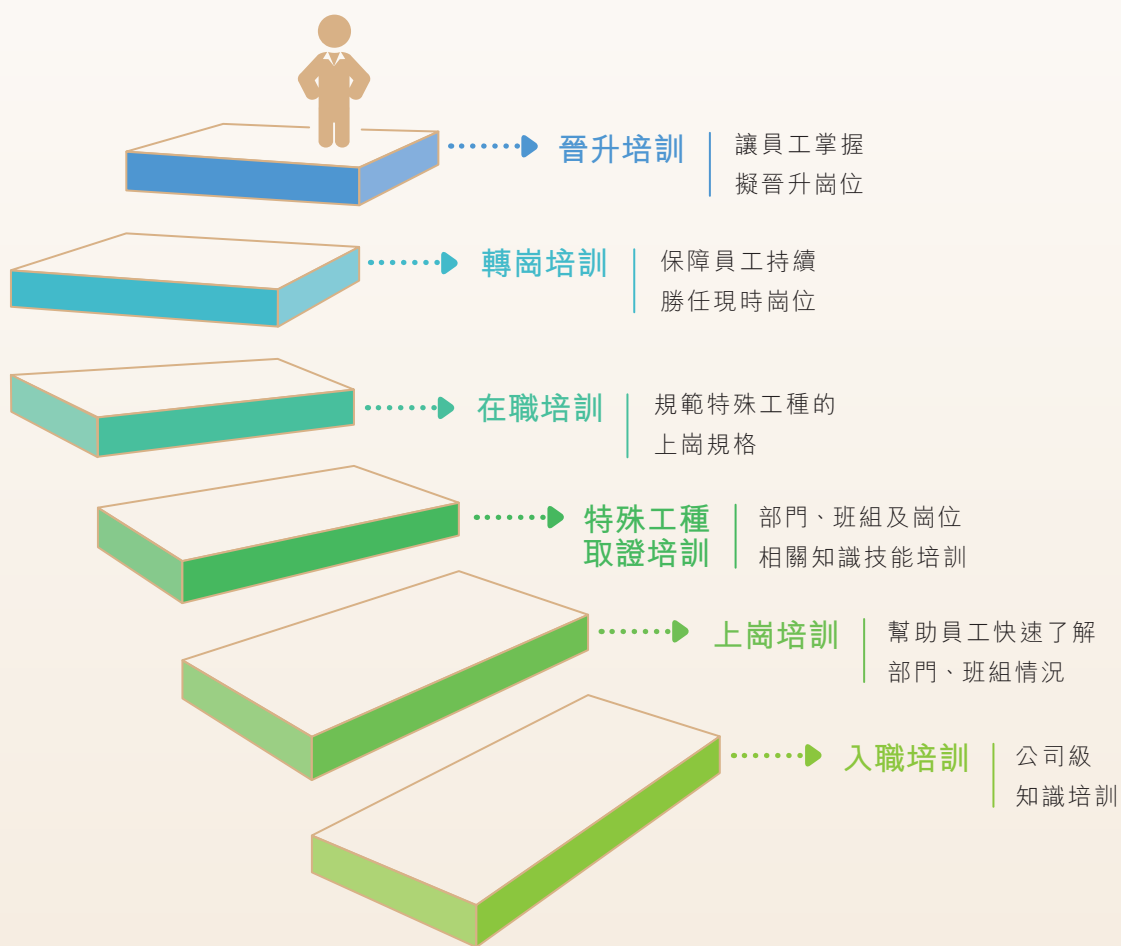 晉升培訓
讓員工掌握
擬晉升崗位
轉崗培訓
保障員工持續
勝任現時崗位
在職培訓
規範特殊工種的
上崗規格
特殊工種
取證培訓
部門、班組及崗位
相關知識技能培訓
上崗培訓
幫助員工快速了解
部門、班組情況
入職培訓
公司級
知識培訓